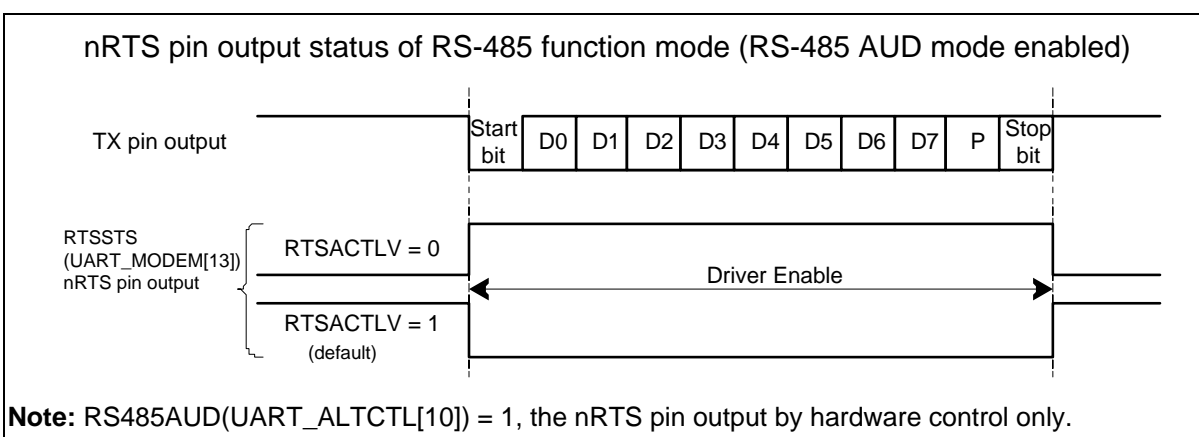 nRTS pin output status of RS-485 function mode (RS-485 AUD mode enabled)
TX pin output
Start bit
D0
D1
D2
D3
D4
D5
D6
D7
P
Stop bit
RTSSTS
(UART_MODEM[13])
nRTS pin output
RTSACTLV = 0
Driver Enable
RTSACTLV = 1
(default)
Note: RS485AUD(UART_ALTCTL[10]) = 1, the nRTS pin output by hardware control only.